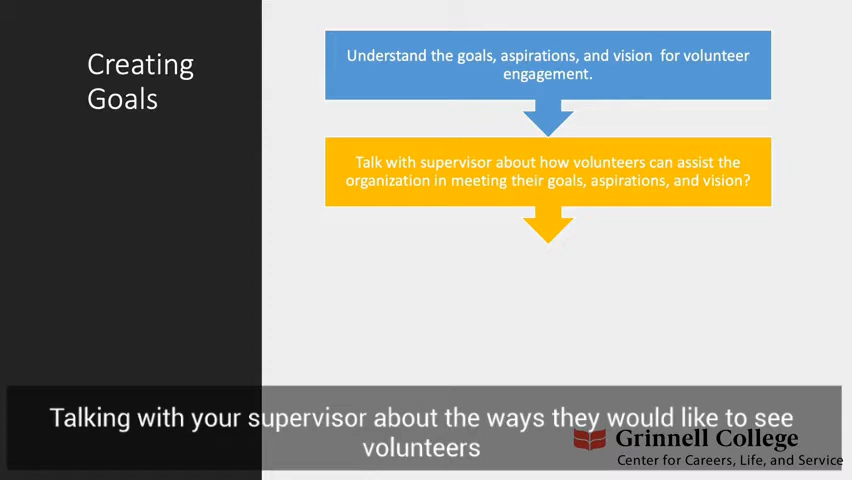 Creating
Goals
Understand the goals, aspirations, and vision for volunteer
engagement.
Talk with supervisor about how volunteers can assist the
organization in meeting their goals, aspirations, and vision?
Talking with your supervisor about the ways they would like to see
volunteers
Grinnell College
Center for Careers, Life, and Service